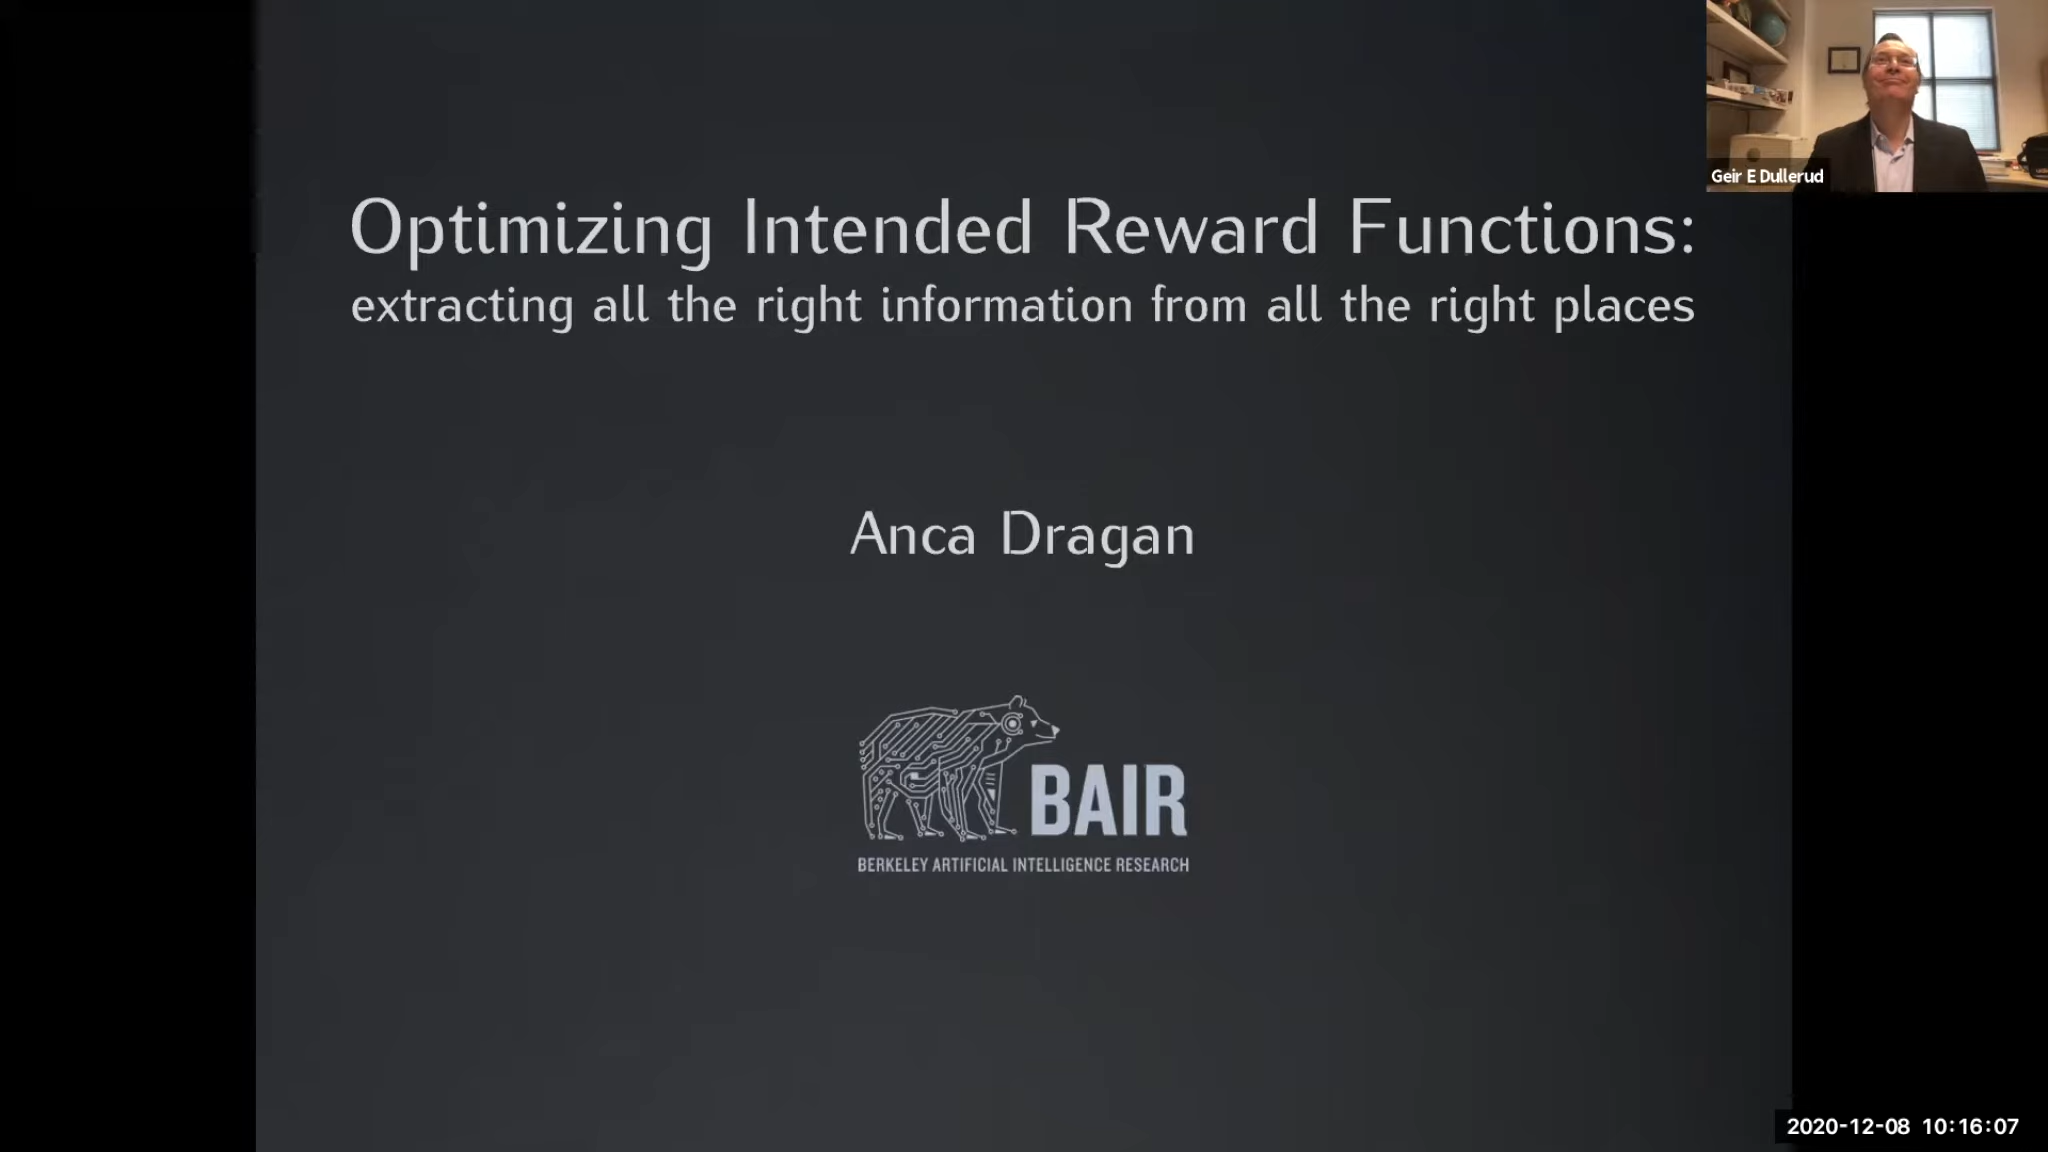 Geir E Dullerud
Optimizing Intended Reward Functions:
extracting all the right information from all the right places
Anca Dragan
BAIR
BERKELEY ARTIFICIAL INTELLIGENCE RESEARCH
2020-12-08 10:16:07